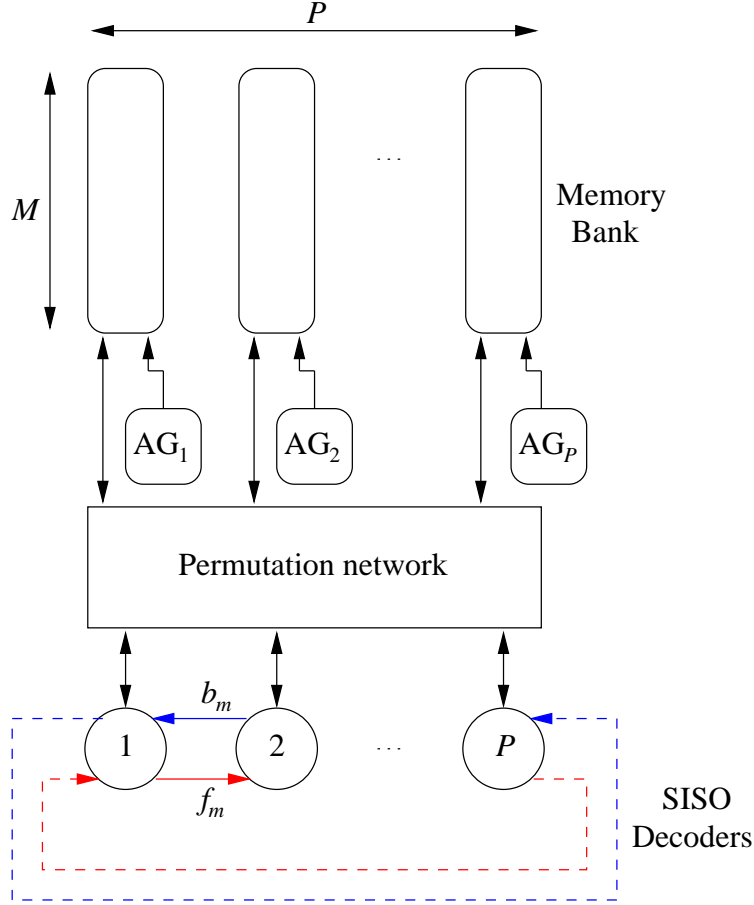 P
M
. . .
Memory
Bank
AG1
AG2
AGP
Permutation network
bm
1
2
. . .
P
fm
SISO
Decoders